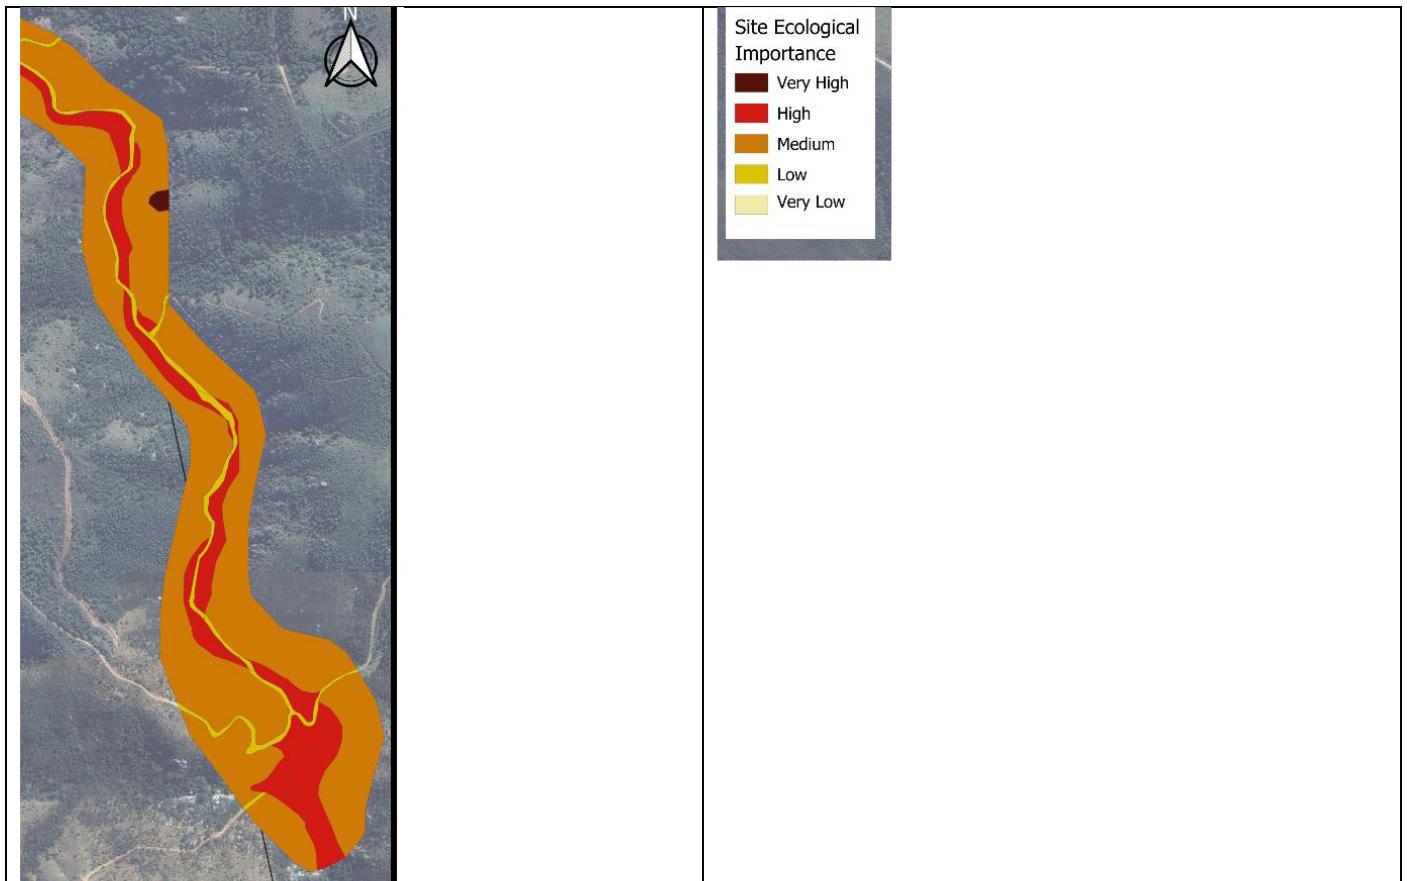 N
Site Ecological
Importance
Very High
High
Medium
Low
Very Low